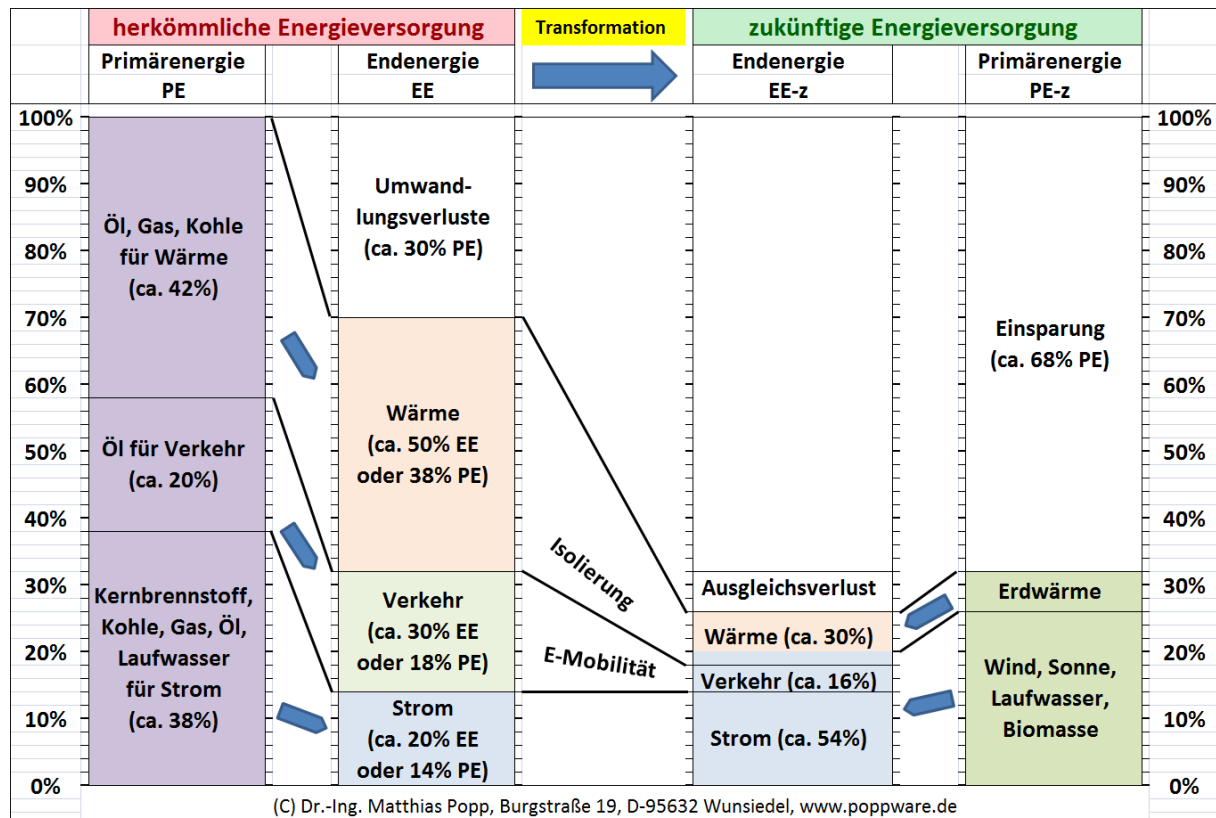 herkömmliche Energieversorgung
Transformation
zukünftige Energieversorgung
Primärenergie
PE
Endenergie
EE
Endenergie
EE-z
Primärenergie
PE-z
100%
90%
80%
70%
60%
50%
40%
30%
20%
10%
0%
Öl, Gas, Kohle
für Wärme
(ca. 42%)
Öl für Verkehr
(ca. 20%)
Kernbrennstoff,
Kohle, Gas, Öl,
Laufwasser
für Strom
(ca. 38%)
Umwand-
lungsverluste
(ca. 30% PE)
Wärme
(ca. 50% EE
oder 38% PE)
Verkehr
(ca. 30% EE
oder 18% PE)
Strom
(ca. 20% EE
oder 14% PE)
Isolierung
E-Mobilität
Ausgleichsverlust
Wärme (ca. 30%)
Verkehr (ca. 16%)
Strom (ca. 54%)
Einsparung
(ca. 68% PE)
Erdwärme
Wind, Sonne,
Laufwasser,
Biomasse
100%
90%
80%
70%
60%
50%
40%
30%
20%
10%
0%
(C) Dr.-Ing. Matthias Popp, Burgstraße 19, D-95632 Wunsiedel, www.poppware.de